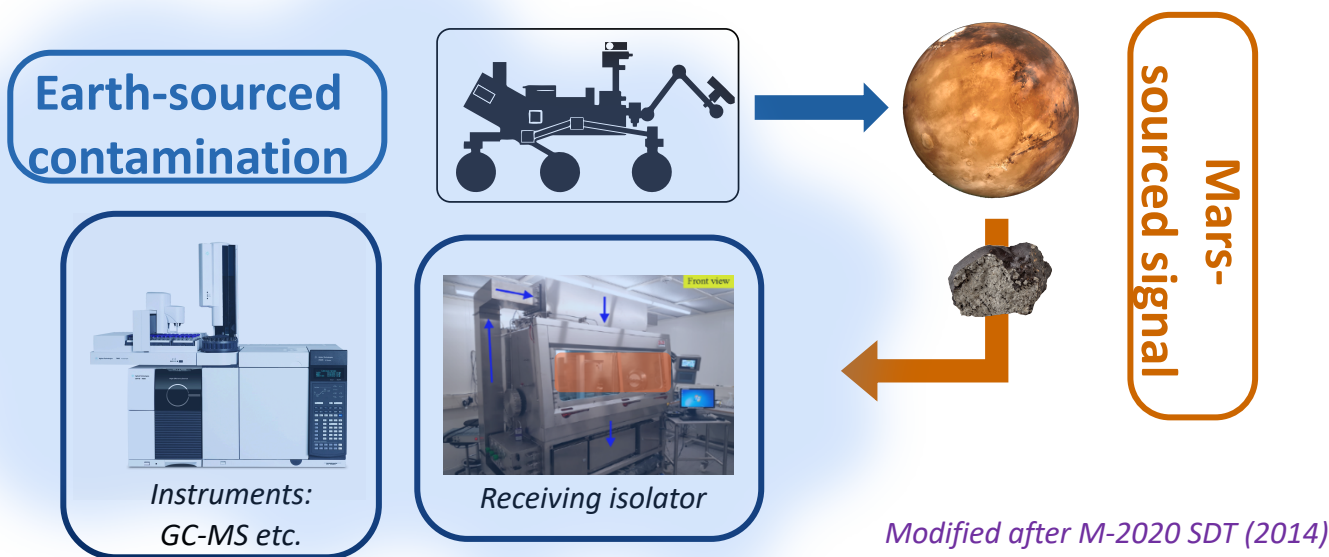 Earth-sourced
contamination
Mars-
sourced signal
Front view
Instruments:
GC-MS etc.
Receiving isolator
Modified after M-2020 SDT (2014)